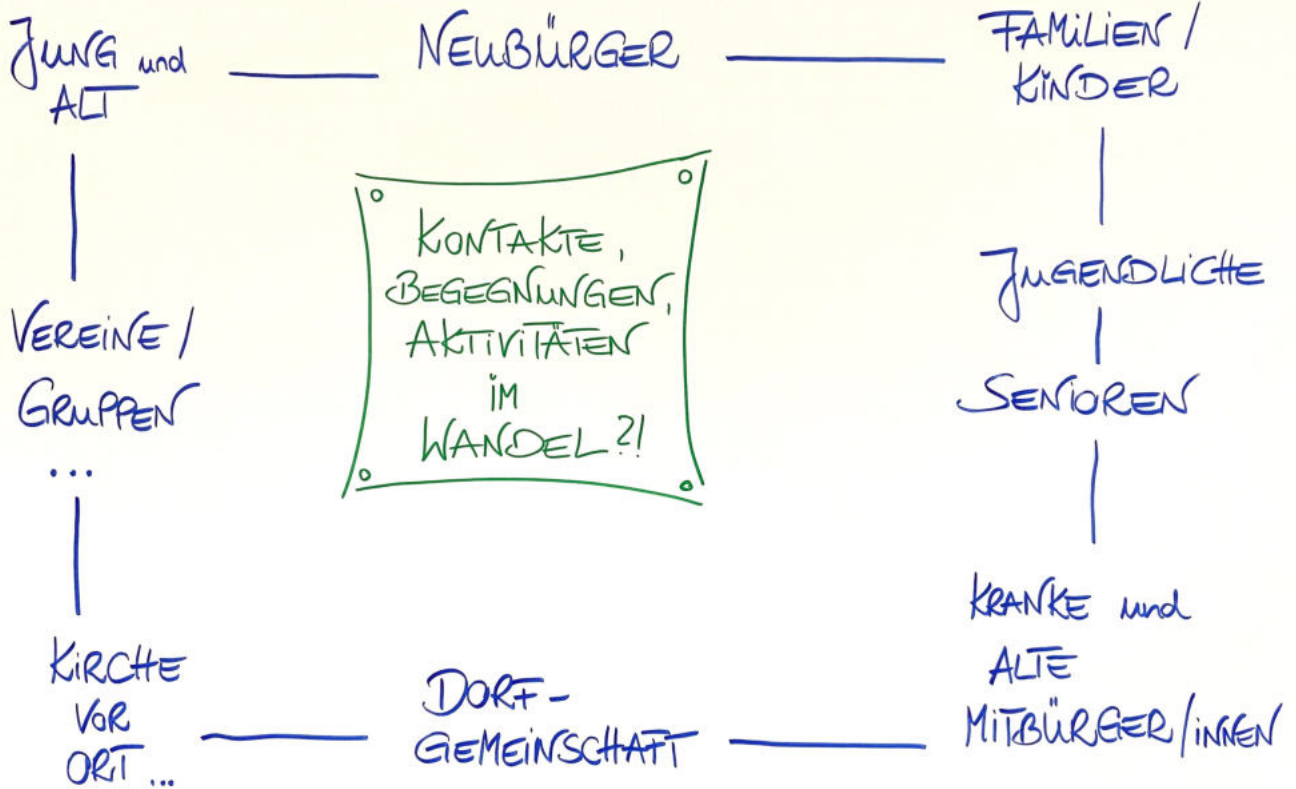 JUNG und
ALT
NEUBÜRGER
FAMiLiEN /
KiNDER
KONTAKTE,
BEGEGNUNGEN,
AKTiViTÄTEN
iM
WANDEL?!
JUGENDLiCHE
VEREiNE /
GRUPPEN
...
SENiOREN
KRANKE und
ALTE
MiTBÜRGER/iNNEN
KiRCHE
VOR
ORT...
DORF-
GEMEiNSCHAFT